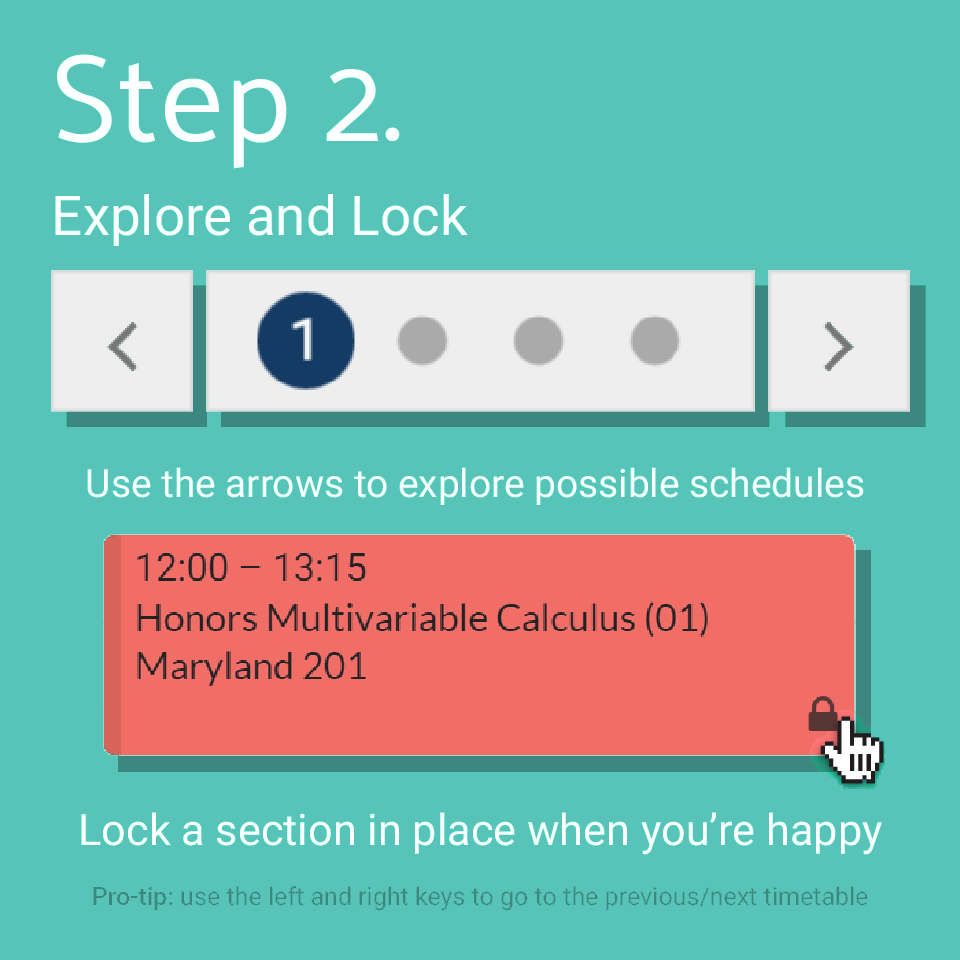 Step 2.
Explore and Lock
1
Use the arrows to explore possible schedules
12:00 – 13:15
Honors Multivariable Calculus (01)
Maryland 201
Lock a section in place when you’re happy
Pro-tip: use the left and right keys to go to the previous/next timetable